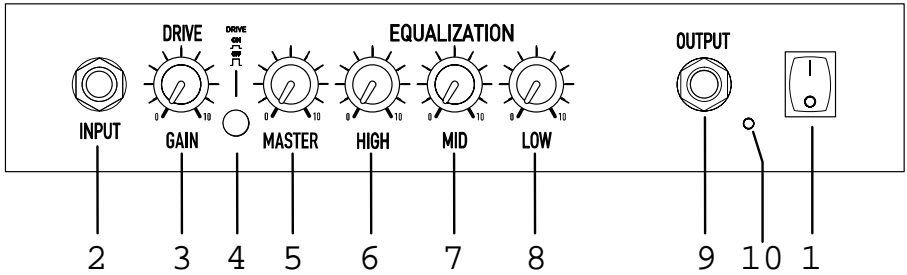 DRIVE
DRIVE
ON
OFF
EQUALIZATION
OUTPUT
INPUT
0 10
GAIN
0 10
MASTER
0 10
HIGH
0 10
MID
0 10
LOW
2 3 4 5 6 7 8 9 10 1